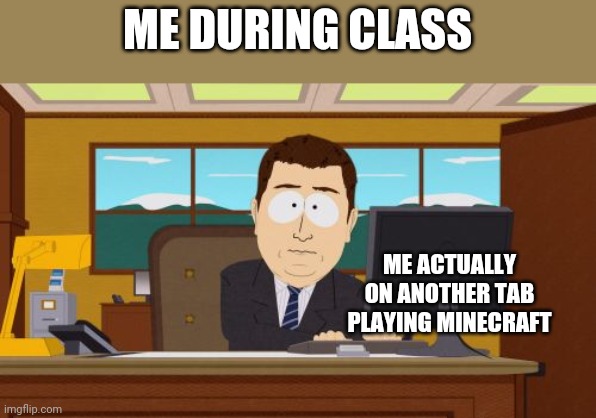 ME DURING CLASS
ME ACTUALLY
ON ANOTHER TAB
PLAYING MINECRAFT
imgflip.com